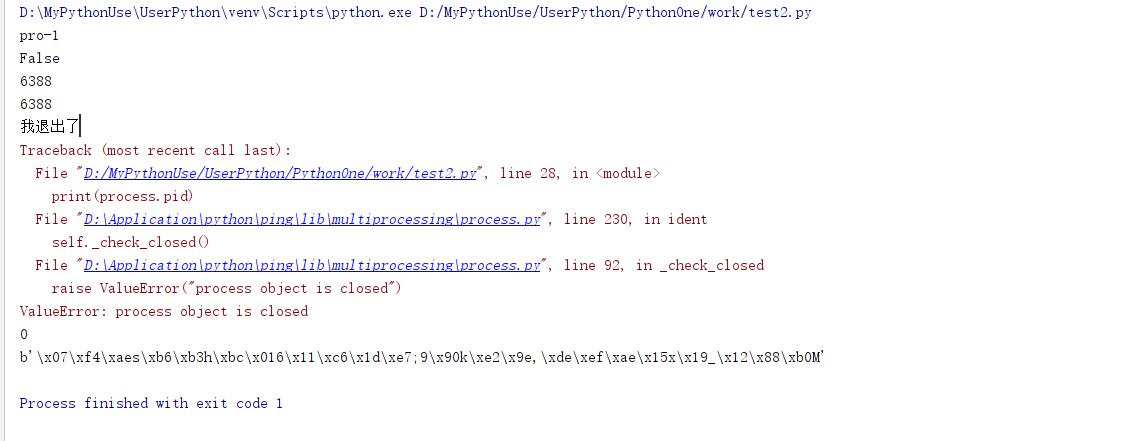 D:\MyPythonUse\UserPython\venv\Scripts\python.exe D:/MyPythonUse/UserPython/PythonOne/work/test2.py
pro-1
False
6388
6388
我退出了
Traceback (most recent call last):
  File "D:/MyPythonUse/UserPython/PythonOne/work/test2.py", line 28, in <module>
    print(process.pid)
  File "D:\Application\python\ping\lib\multiprocessing\process.py", line 230, in ident
    self._check_closed()
  File "D:\Application\python\ping\lib\multiprocessing\process.py", line 92, in _check_closed
    raise ValueError("process object is closed")
ValueError: process object is closed
0
b'\x07\xf4\xaes\xb6\xb3h\xbc\x016\x11\xc6\x1d\xe7;9\x90k\xe2\x9e,\xde\xef\xae\x15x\x19_\x12\x88\xb0M'
Process finished with exit code 1